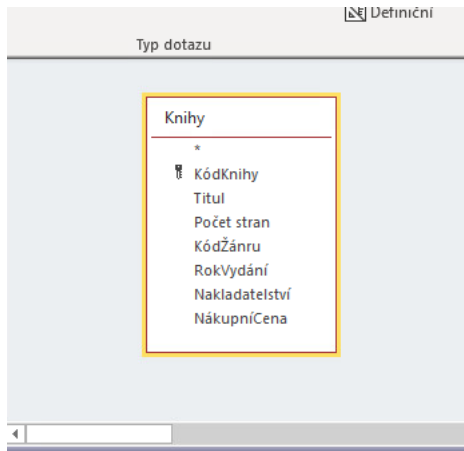 Definiční
Typ dotazu
Knihy
*
KódKnihy
Titul
Počet stran
KódŽánru
RokVydání
Nakladatelství
NákupníCena